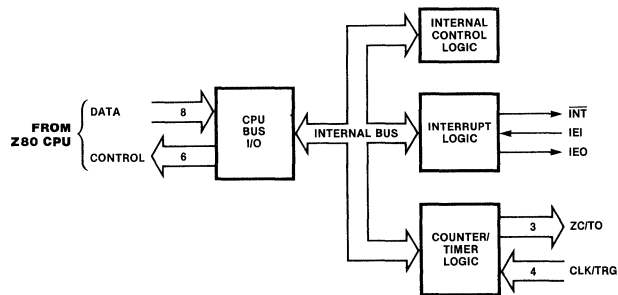 INTERNAL
CONTROL
LOGIC
FROM
Z80 CPU
DATA
8
CONTROL
6
CPU
BUS
I/O
INTERNAL BUS
INTERRUPT
LOGIC
INT
IEI
IEO
COUNTER/
TIMER
LOGIC
3
ZC/TO
4
CLK/TRG